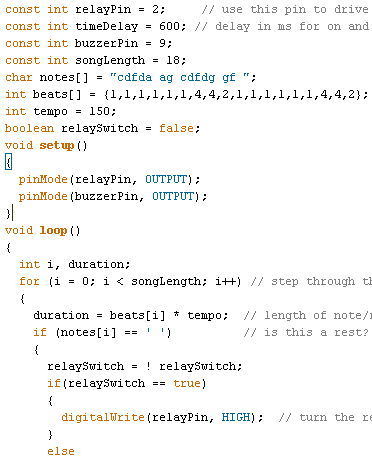 const int relayPin = 2;     // use this pin to drive
const int timeDelay = 600; // delay in ms for on and
const int buzzerPin = 9;
const int songLength = 18;
char notes[] = "cdfda ag cdfdg gf ";
int beats[] = {1,1,1,1,1,1,4,4,2,1,1,1,1,1,1,4,4,2};
int tempo = 150;
boolean relaySwitch = false;
void setup()
{
  pinMode(relayPin, OUTPUT);
  pinMode(buzzerPin, OUTPUT);
}
void loop()
{
  int i, duration;
  for (i = 0; i < songLength; i++) // step through th
  {
    duration = beats[i] * tempo;  // length of note/r
    if (notes[i] == ' ')          // is this a rest?
    {
      relaySwitch = ! relaySwitch;
      if(relaySwitch == true)
      {
        digitalWrite(relayPin, HIGH);  // turn the re
      }
      else